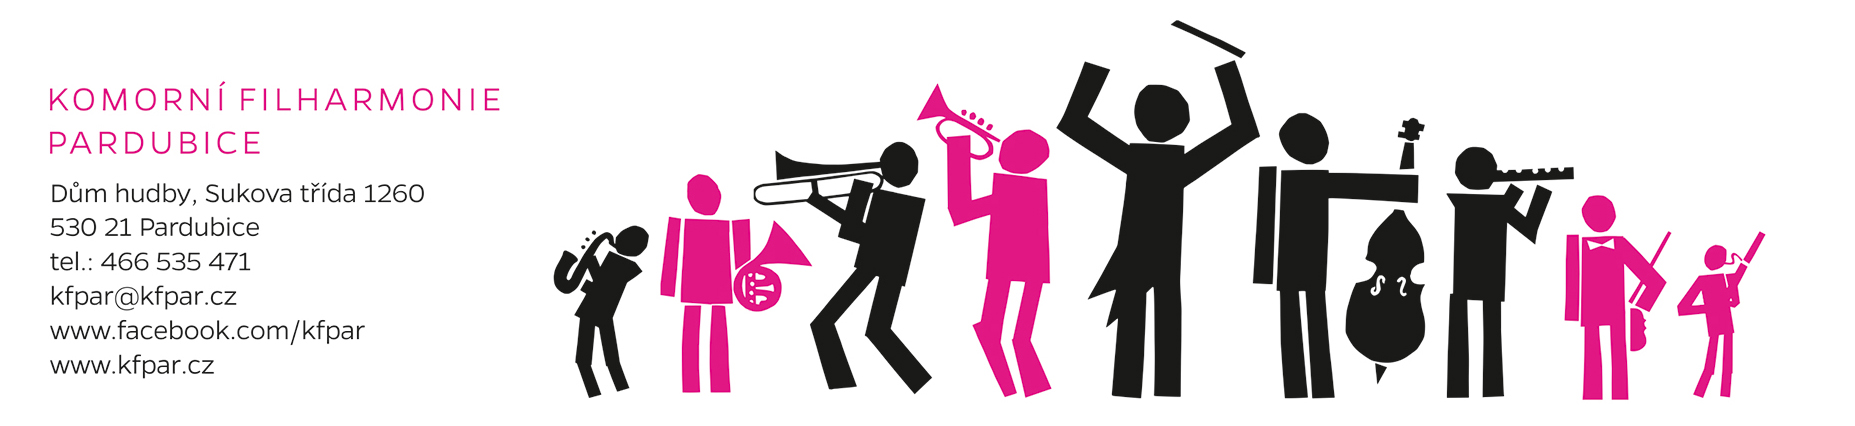 KOMORNÍ FILHARMONIE
PARDUBICE
Dům hudby, Sukova třída 1260
530 21 Pardubice
tel.: 466 535 471
kfpar@kfpar.cz
www.facebook.com/kfpar
www.kfpar.cz